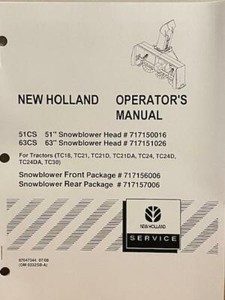 NEW HOLLAND OPERATOR'S
MANUAL
51CS 51" Snowblower Head # 717150016
63CS 63" Snowblower Head # 717151026
For Tractors (TC18, TC21, TC21D, TC21DA, TC24, TC24D,
TC24DA, TC30)
Snowblower Front Package # 717156006
Snowblower Rear Package # 717157006
NEW HOLLAND
SERVICE